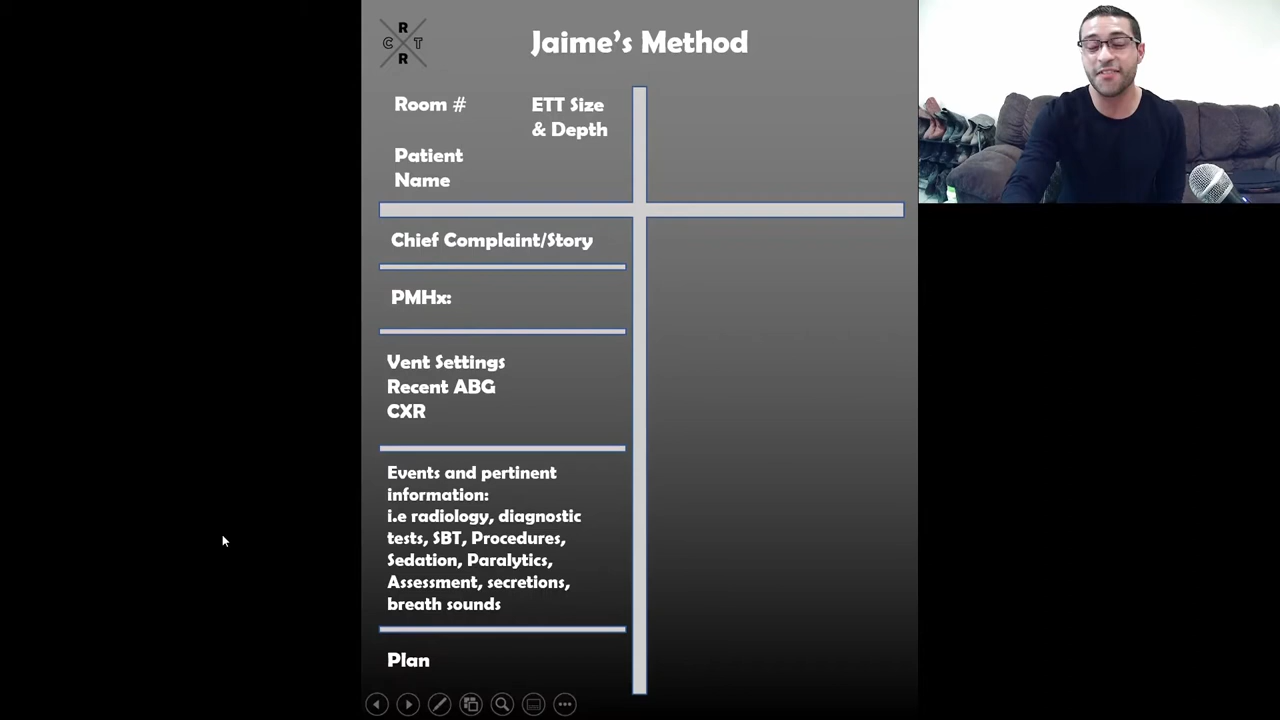 R
C T
R
Jaime's Method
Room #
ETT Size
& Depth
Patient
Name
Chief Complaint/Story
PMHx:
Vent Settings
Recent ABG
CXR
Events and pertinent
information:
i.e radiology, diagnostic
tests, SBT, Procedures,
Sedation, Paralytics,
Assessment, secretions,
breath sounds
Plan